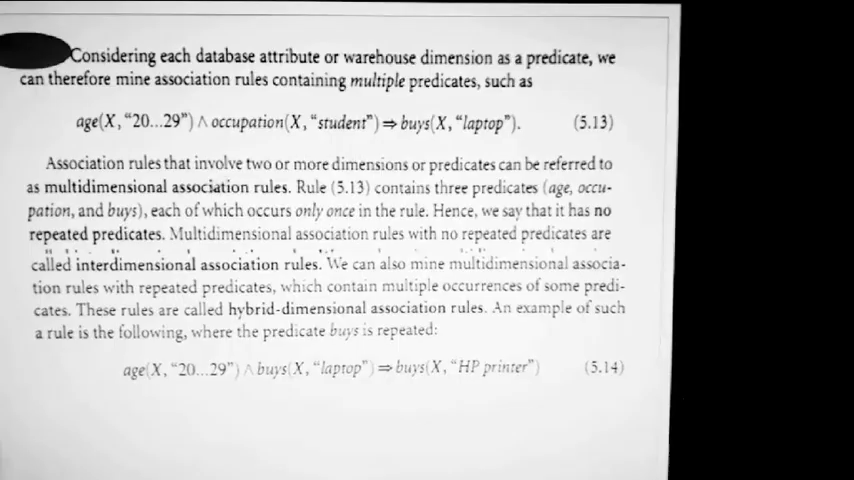 Considering each database attribute or warehouse dimension as a predicate, we
can therefore mine association rules containing multiple predicates, such as
age(X, “20...29”) ∧ occupation(X, “student”) ⇒ buys(X, “laptop”). (5.13)
Association rules that involve two or more dimensions or predicates can be referred to
as multidimensional association rules. Rule (5.13) contains three predicates (age, occu-
pation, and buys), each of which occurs only once in the rule. Hence, we say that it has no
repeated predicates. Multidimensional association rules with no repeated predicates are
called interdimensional association rules. We can also mine multidimensional associa-
tion rules with repeated predicates, which contain multiple occurrences of some predi-
cates. These rules are called hybrid-dimensional association rules. An example of such
a rule is the following, where the predicate buys is repeated:
age(X, “20...29”) ∧ buys(X, “laptop”) ⇒ buys(X, “HP printer”) (5.14)